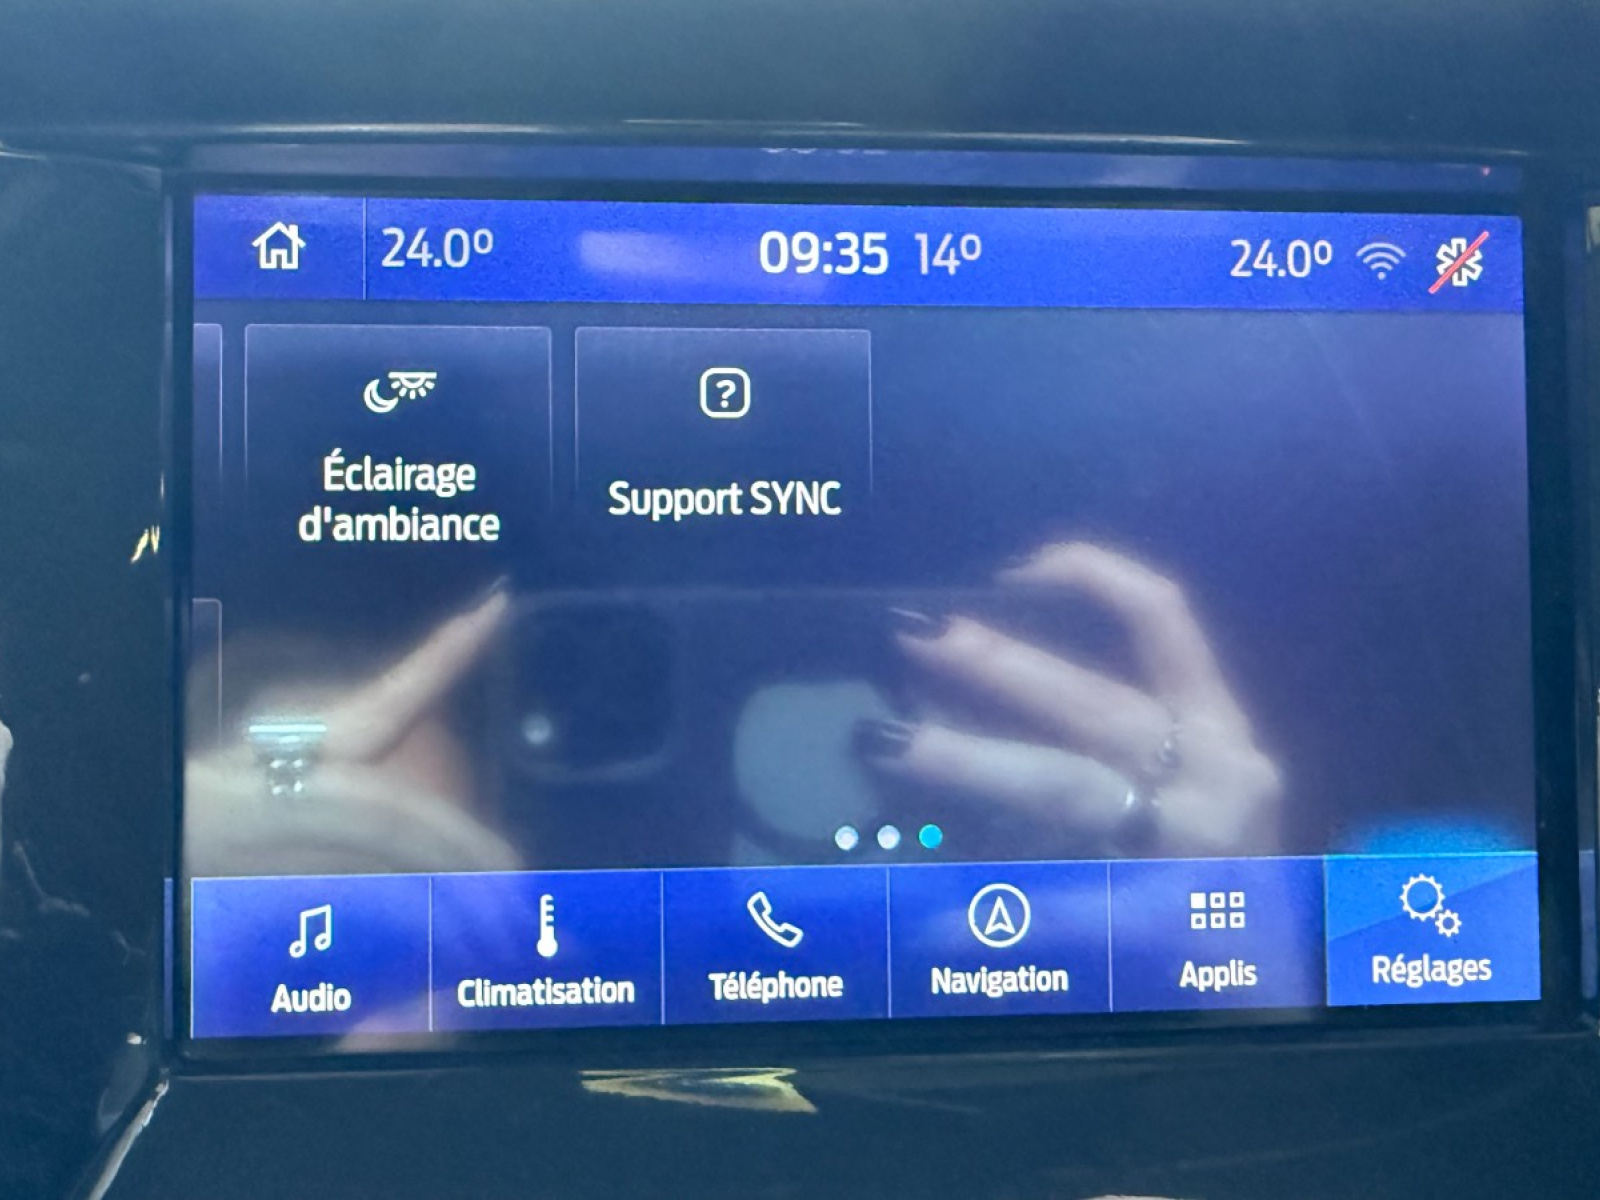 24.0° 09:35 14° 24.0°
Éclairage
d'ambiance
Support SYNC
Audio Climatisation Téléphone Navigation Applis Réglages